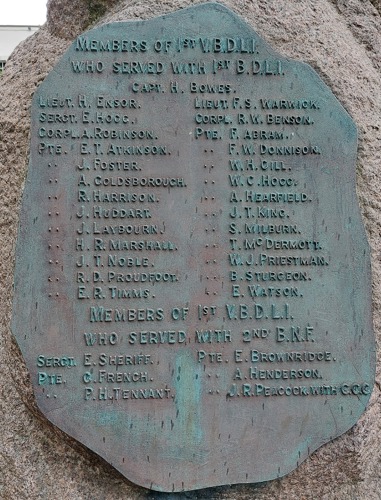 MEMBERS OF 1ST V.B.D.L.I.
WHO SERVED WITH 1ST B.D.L.I.
CAPT. H. BOWES.
LIEUT. H. ENSOR. LIEUT. F.S. WARWICK.
SERGT. E. HOGG. CORPL. R.W. BENSON.
CORPL. A. ROBINSON. PTE. F. ABRAM.
PTE. E. T. ATKINSON. " F. W. DONNISON.
" J. FOSTER. " W. H. GILL.
" A. GOLDSBOROUGH. " W. G. HOGG.
" R. HARRISON. " A. HEARFIELD.
" J. HUDDART. " J. T. KING.
" J. LAYBOURN. " S. MILBURN.
" H. R. MARSHALL. " T. MCDERMOTT.
" J. T. NOBLE. " W. J. PRIESTMAN.
" R. D. PROUDFOOT. " B. STURGEON.
" E. R. TIMMS. " E. WATSON.
MEMBERS OF 1ST V.B.D.L.I.
WHO SERVED WITH 2ND B.N.F.
SERGT. E. SHERIFF. PTE. E. BROWNRIDGE.
PTE. C. FRENCH. " A. HENDERSON.
" P. H. TENNANT. " J. R. PEACOCK. WITH C.G.G